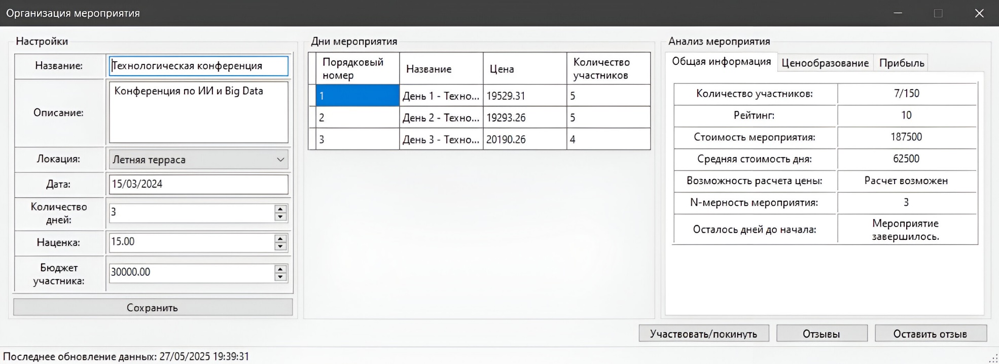 Организация мероприятия
Настройки
Название:
Технологическая конференция
Описание:
Конференция по ИИ и Big Data
Локация:
Летняя терраса
Дата:
15/03/2024
Количество
дней:
3
Наценка:
15.00
Бюджет
участника:
30000.00
Сохранить
Дни мероприятия
Порядковый
номер
Название
Цена
Количество
участников
1 День 1 - Техно... 19529.31 5
2 День 2 - Техно... 19293.26 5
3 День 3 - Техно... 20190.26 4
Анализ мероприятия
Общая информация Ценообразование Прибыль
Количество участников: 7/150
Рейтинг: 10
Стоимость мероприятия: 187500
Средняя стоимость дня: 62500
Возможность расчета цены: Расчет возможен
N-мерность мероприятия: 3
Осталось дней до начала:
Мероприятие
завершилось.
Участвовать/покинуть Отзывы Оставить отзыв
Последнее обновление данных: 27/05/2025 19:39:31